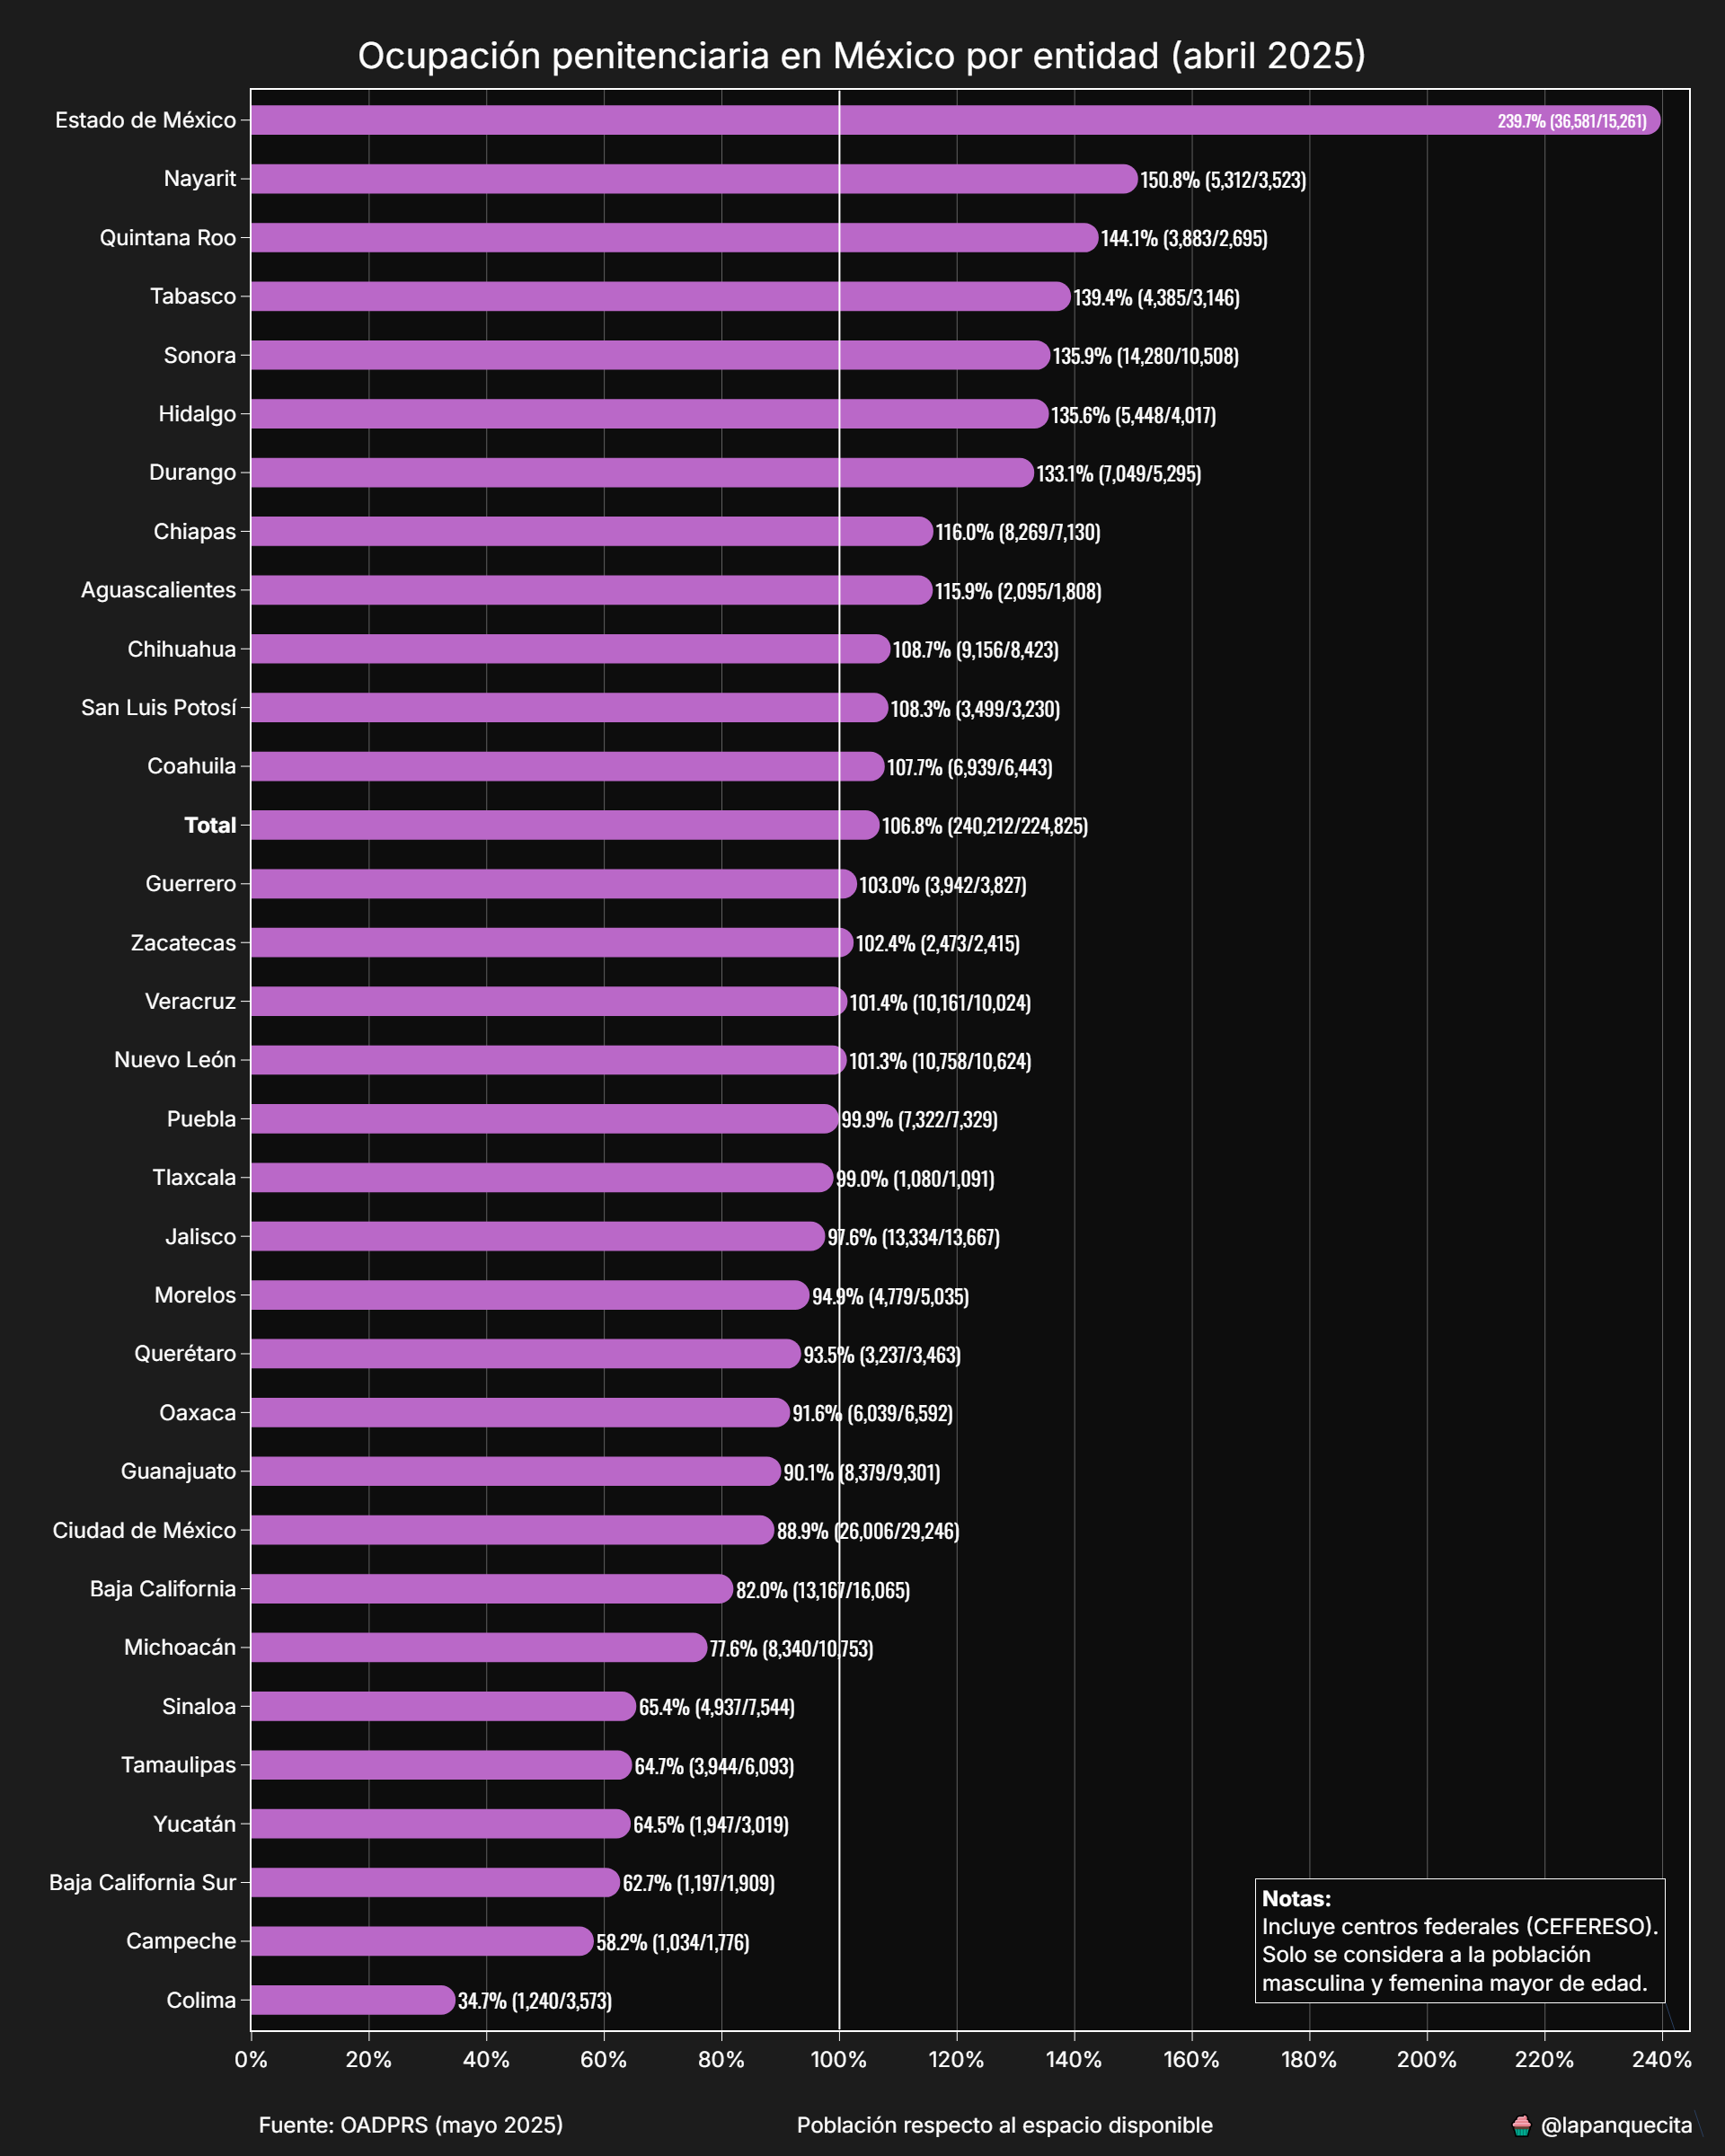 Ocupación penitenciaria en México por entidad (abril 2025)
Estado de México 239.7% (36,581/15,261)
Nayarit 150.8% (5,312/3,523)
Quintana Roo 144.1% (3,883/2,695)
Tabasco 139.4% (4,385/3,146)
Sonora 135.9% (14,280/10,508)
Hidalgo 135.6% (5,448/4,017)
Durango 133.1% (7,049/5,295)
Chiapas 116.0% (8,269/7,130)
Aguascalientes 115.9% (2,095/1,808)
Chihuahua 108.7% (9,156/8,423)
San Luis Potosí 108.3% (3,499/3,230)
Coahuila 107.7% (6,939/6,443)
Total 106.8% (240,212/224,825)
Guerrero 103.0% (3,942/3,827)
Zacatecas 102.4% (2,473/2,415)
Veracruz 101.4% (10,161/10,024)
Nuevo León 101.3% (10,758/10,624)
Puebla 99.9% (7,322/7,329)
Tlaxcala 99.0% (1,080/1,091)
Jalisco 97.6% (13,334/13,667)
Morelos 94.9% (4,779/5,035)
Querétaro 93.5% (3,237/3,463)
Oaxaca 91.6% (6,039/6,592)
Guanajuato 90.1% (8,379/9,301)
Ciudad de México 88.9% (26,006/29,246)
Baja California 82.0% (13,167/16,065)
Michoacán 77.6% (8,340/10,753)
Sinaloa 65.4% (4,937/7,544)
Tamaulipas 64.7% (3,944/6,093)
Yucatán 64.5% (1,947/3,019)
Baja California Sur 62.7% (1,197/1,909)
Campeche 58.2% (1,034/1,776)
Colima 34.7% (1,240/3,573)
Notas:
Incluye centros federales (CEFERESO).
Solo se considera a la población
masculina y femenina mayor de edad.
0% 20% 40% 60% 80% 100% 120% 140% 160% 180% 200% 220% 240%
Fuente: OADPRS (mayo 2025) Población respecto al espacio disponible @lapanquecita